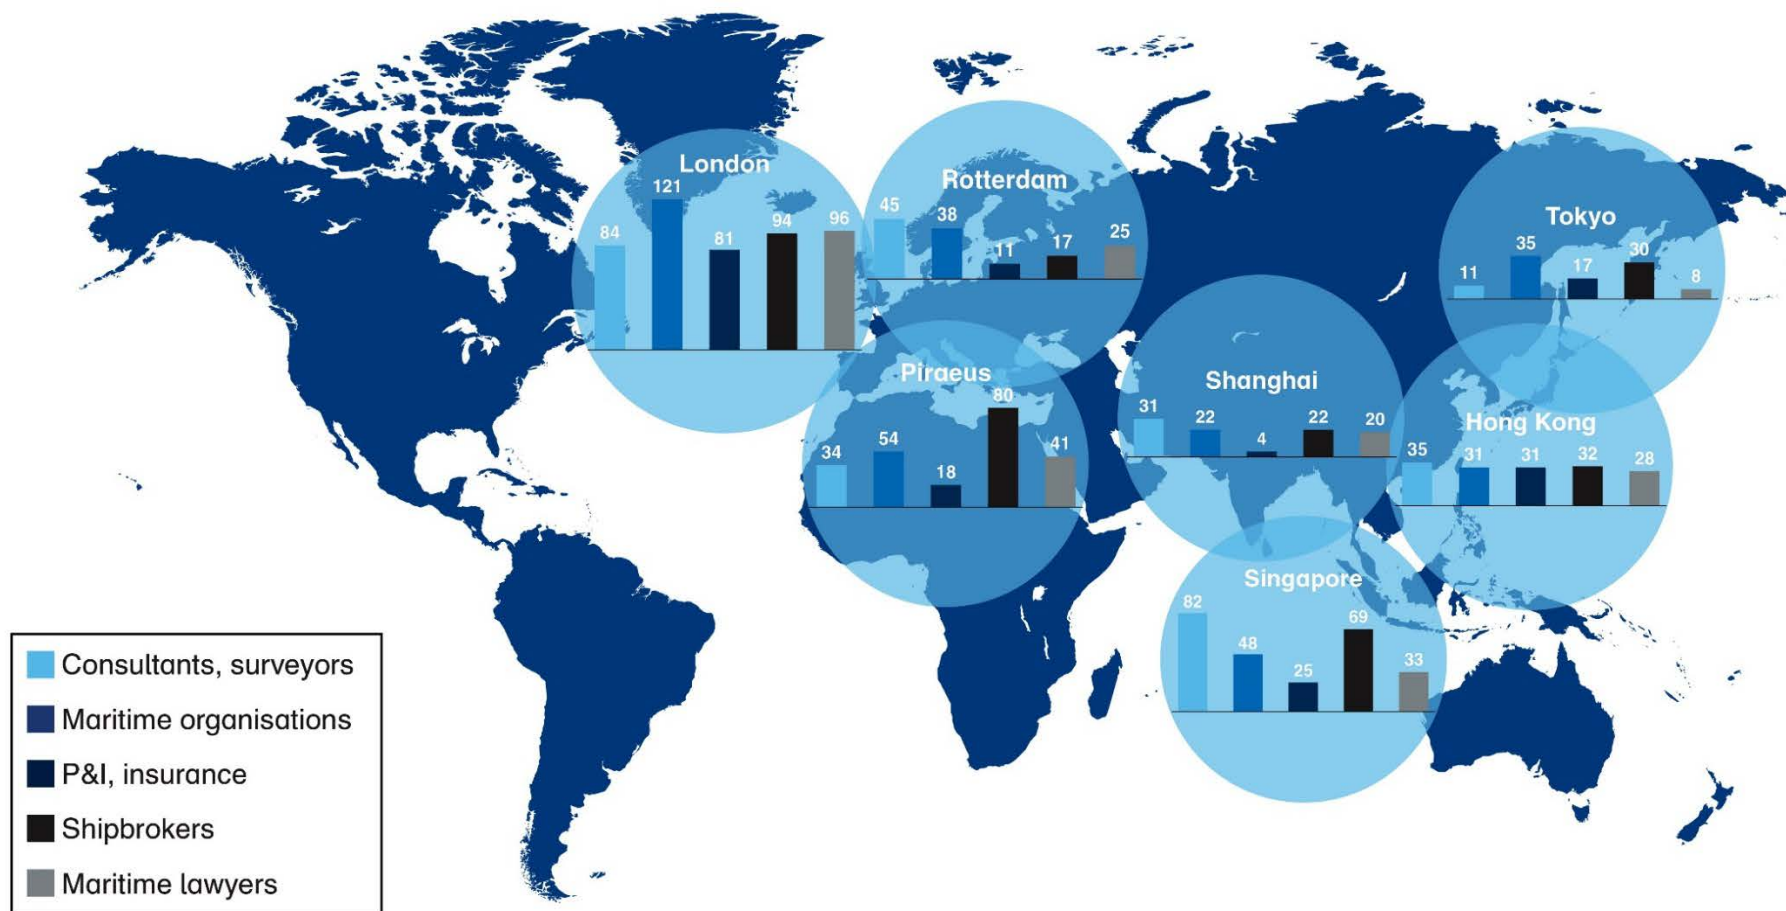 London
84
121
81
94
96
Rotterdam
45
38
11
17
25
Tokyo
11
35
17
30
8
Piraeus
34
54
18
80
41
Shanghai
31
22
4
22
20
Hong Kong
35
31
31
32
28
Singapore
82
48
25
69
33
Consultants, surveyors
Maritime organisations
P&I, insurance
Shipbrokers
Maritime lawyers